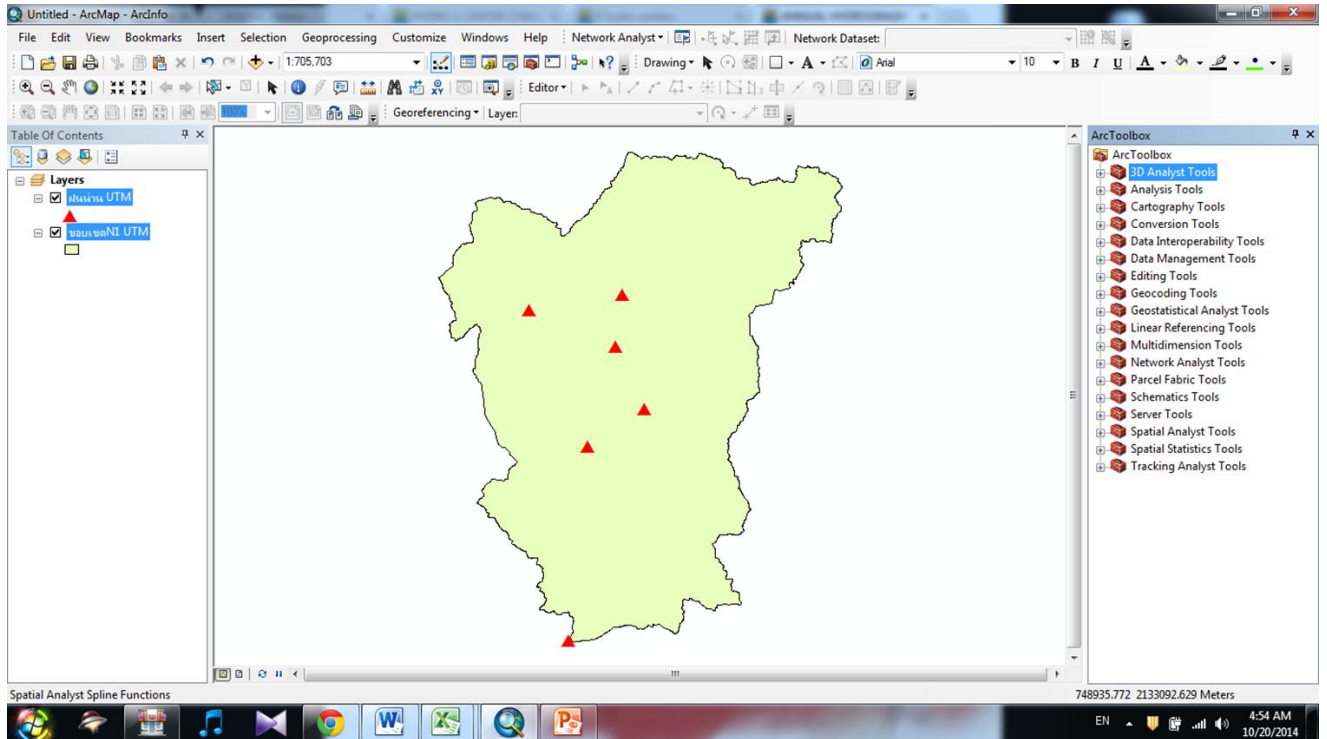 Untitled - ArcMap - ArcInfo
File Edit View Bookmarks Insert Selection Geoprocessing Customize Windows Help Network Analyst Network Dataset:
1:705,703 Drawing A Arial 10 B I U A
Editor
100% Georeferencing Layer:
Table Of Contents
Layers
ฝนน่าน UTM
ขอบเขตN1 UTM
ArcToolbox
ArcToolbox
3D Analyst Tools
Analysis Tools
Cartography Tools
Conversion Tools
Data Interoperability Tools
Data Management Tools
Editing Tools
Geocoding Tools
Geostatistical Analyst Tools
Linear Referencing Tools
Multidimension Tools
Network Analyst Tools
Parcel Fabric Tools
Schematics Tools
Server Tools
Spatial Analyst Tools
Spatial Statistics Tools
Tracking Analyst Tools
Spatial Analyst Spline Functions
748935.772 2133092.629 Meters
EN
4:54 AM
10/20/2014